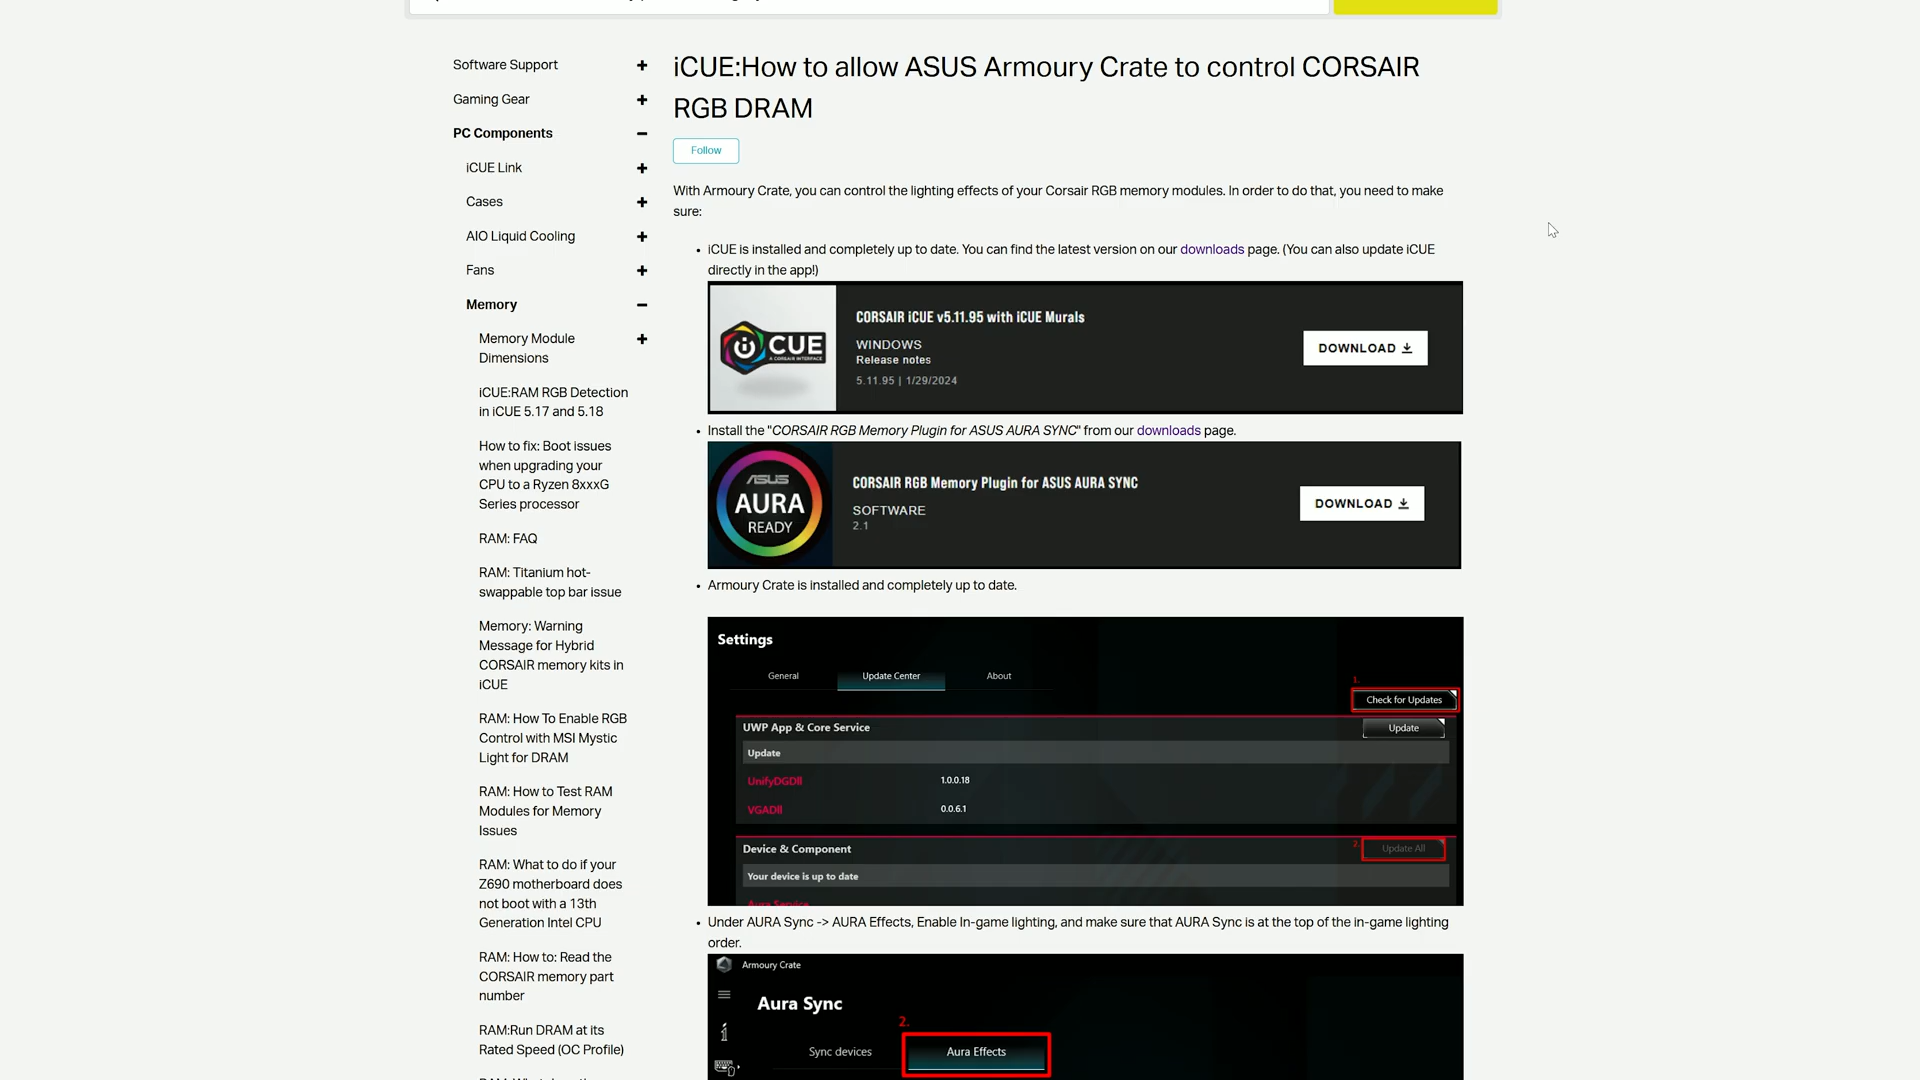 Software Support
Gaming Gear
PC Components
iCUE Link
Cases
AIO Liquid Cooling
Fans
Memory
Memory Module
Dimensions
iCUE:RAM RGB Detection
in iCUE 5.17 and 5.18
How to fix: Boot issues
when upgrading your
CPU to a Ryzen 8xxxG
Series processor
RAM: FAQ
RAM: Titanium hot-
swappable top bar issue
Memory: Warning
Message for Hybrid
CORSAIR memory kits in
iCUE
RAM: How To Enable RGB
Control with MSI Mystic
Light for DRAM
RAM: How to Test RAM
Modules for Memory
Issues
RAM: What to do if your
Z690 motherboard does
not boot with a 13th
Generation Intel CPU
RAM: How to: Read the
CORSAIR memory part
number
RAM:Run DRAM at its
Rated Speed (OC Profile)
iCUE:How to allow ASUS Armoury Crate to control CORSAIR
RGB DRAM
Follow
With Armoury Crate, you can control the lighting effects of your Corsair RGB memory modules. In order to do that, you need to make
sure:
• iCUE is installed and completely up to date. You can find the latest version on our downloads page. (You can also update iCUE
directly in the app!)
iCUE
A CORSAIR INTERFACE
CORSAIR iCUE v5.11.95 with iCUE Murals
WINDOWS
Release notes
5.11.95 | 1/29/2024
DOWNLOAD
• Install the "CORSAIR RGB Memory Plugin for ASUS AURA SYNC" from our downloads page.
ASUS
AURA
READY
CORSAIR RGB Memory Plugin for ASUS AURA SYNC
SOFTWARE
2.1
DOWNLOAD
• Armoury Crate is installed and completely up to date.
Settings
General Update Center About
1.
Check for Updates
UWP App & Core Service Update
Update
UnifyDGDll 1.0.0.18
VGADll 0.0.6.1
Device & Component 2. Update All
Your device is up to date
Aura Service
• Under AURA Sync -> AURA Effects, Enable In-game lighting, and make sure that AURA Sync is at the top of the in-game lighting
order.
Armoury Crate
Aura Sync
2.
Sync devices Aura Effects